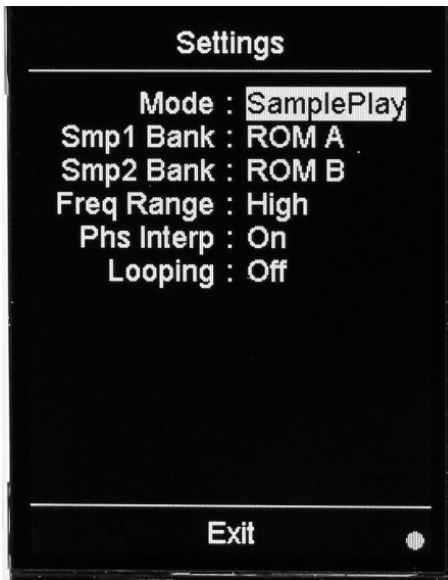 Settings
Mode : SamplePlay
Smp1 Bank : ROM A
Smp2 Bank : ROM B
Freq Range : High
Phs Interp : On
Looping : Off
Exit